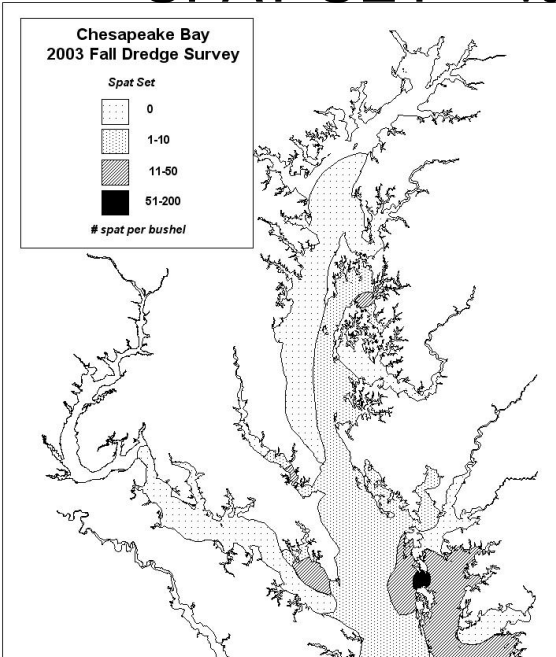 Chesapeake Bay
2003 Fall Dredge Survey
Spat Set
0
1-10
11-50
51-200
# spat per bushel